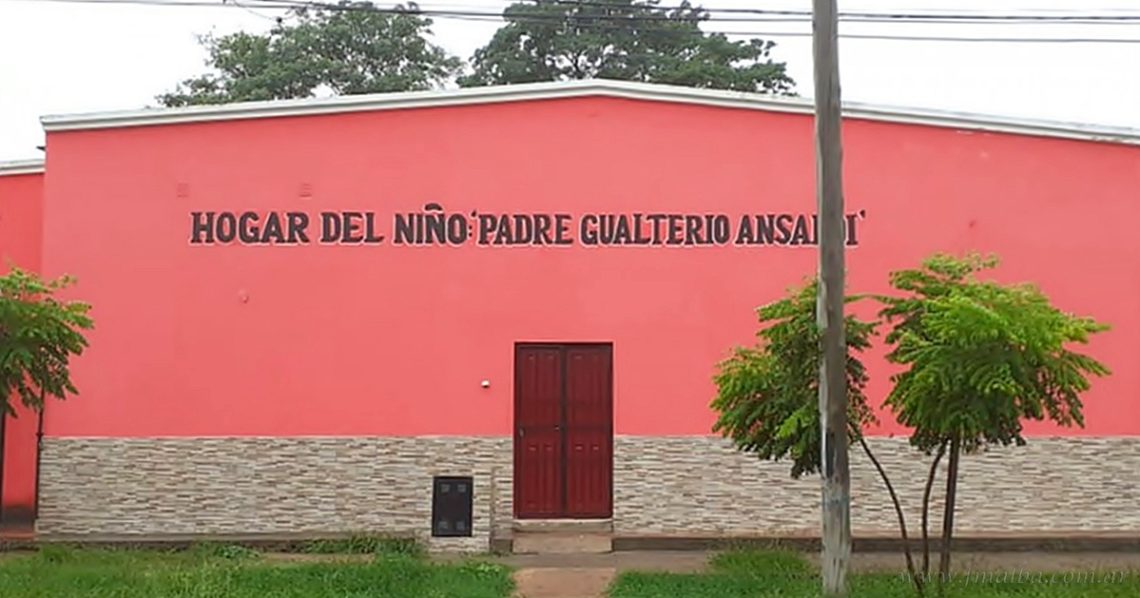 HOGAR DEL NIÑO: 'PADRE GUALTERIO
www.jmalba.com.ar